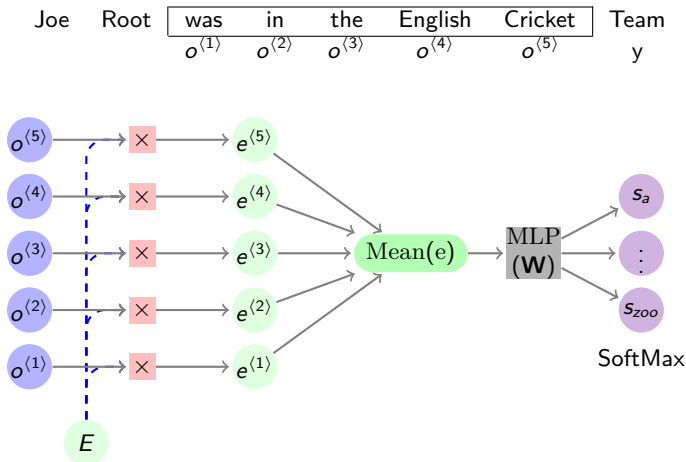 Joe Root was in the English Cricket Team
o⟨1⟩ o⟨2⟩ o⟨3⟩ o⟨4⟩ o⟨5⟩ y
o⟨5⟩ × e⟨5⟩
o⟨4⟩ × e⟨4⟩ s_a
o⟨3⟩ × e⟨3⟩ Mean(e) MLP (W) ⋮
o⟨2⟩ × e⟨2⟩ s_zoo
SoftMax
o⟨1⟩ × e⟨1⟩
E